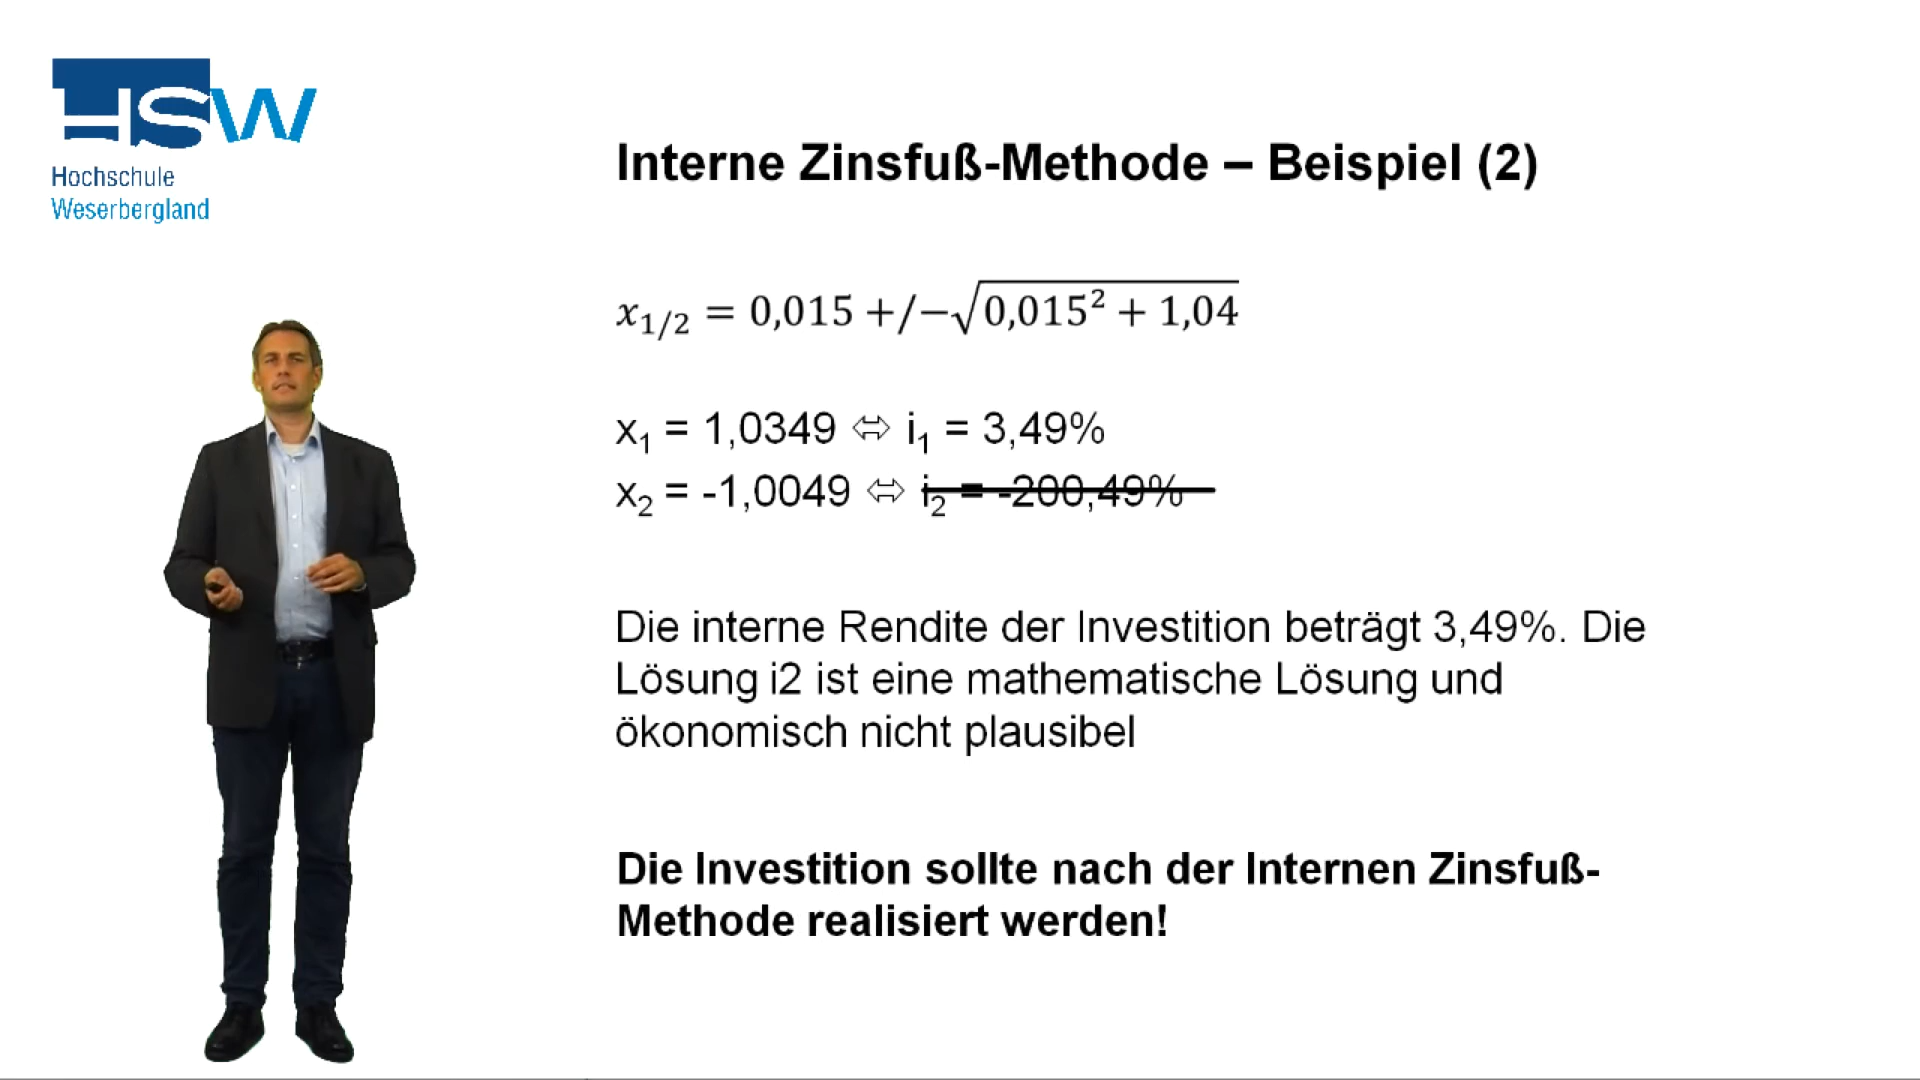 HSW
Hochschule
Weserbergland
Interne Zinsfuß-Methode – Beispiel (2)
x₁/₂ = 0,015 +/−√0,015² + 1,04
x₁ = 1,0349 ⬄ i₁ = 3,49%
x₂ = -1,0049 ⬄ i₂ = -200,49%
Die interne Rendite der Investition beträgt 3,49%. Die
Lösung i2 ist eine mathematische Lösung und
ökonomisch nicht plausibel
Die Investition sollte nach der Internen Zinsfuß-
Methode realisiert werden!